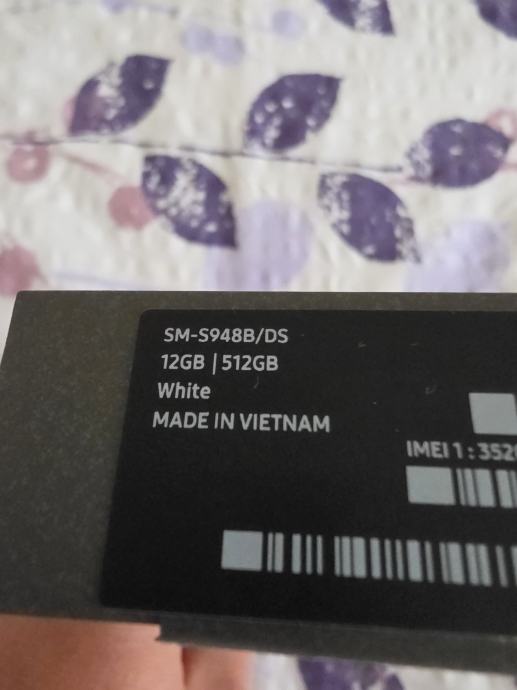 SM-S948B/DS
12GB | 512GB
White
MADE IN VIETNAM
IMEI 1 : 352